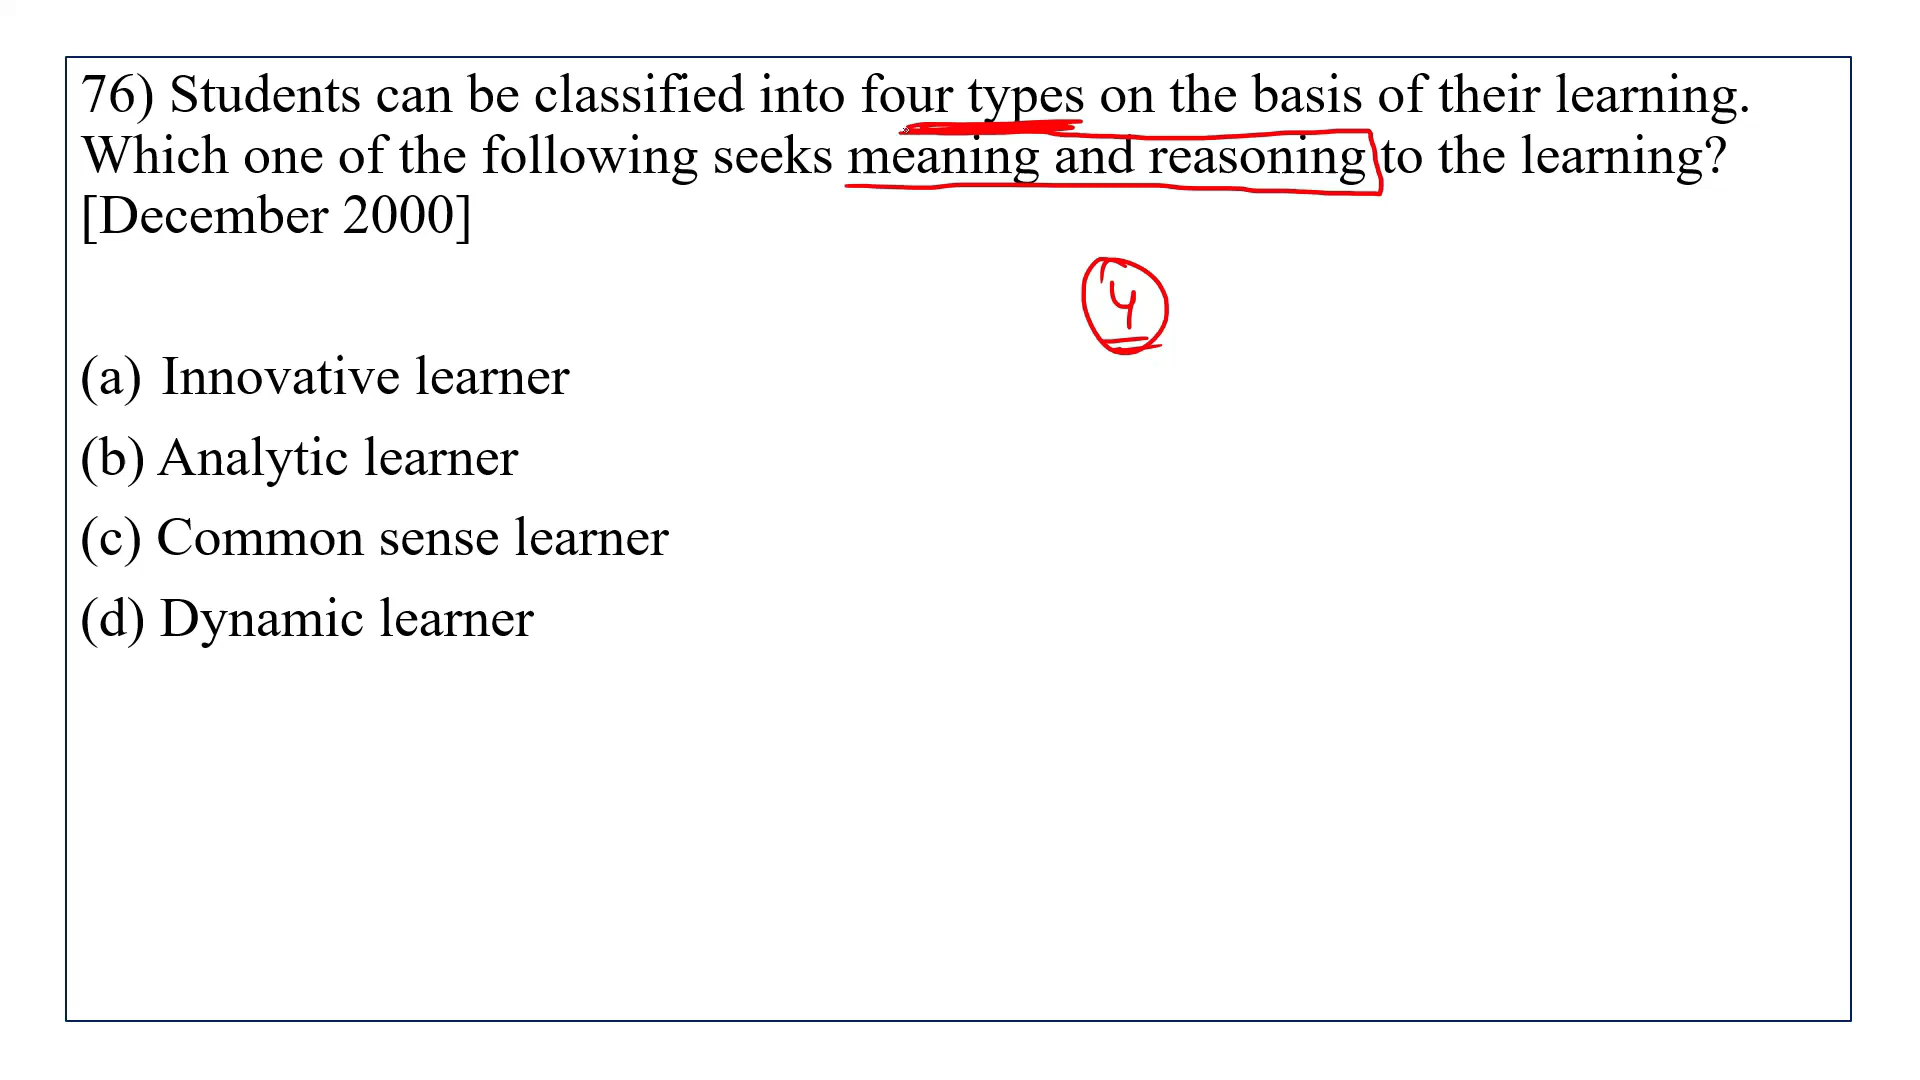 76) Students can be classified into four types on the basis of their learning.
Which one of the following seeks meaning and reasoning to the learning?
[December 2000]
4
(a) Innovative learner
(b) Analytic learner
(c) Common sense learner
(d) Dynamic learner